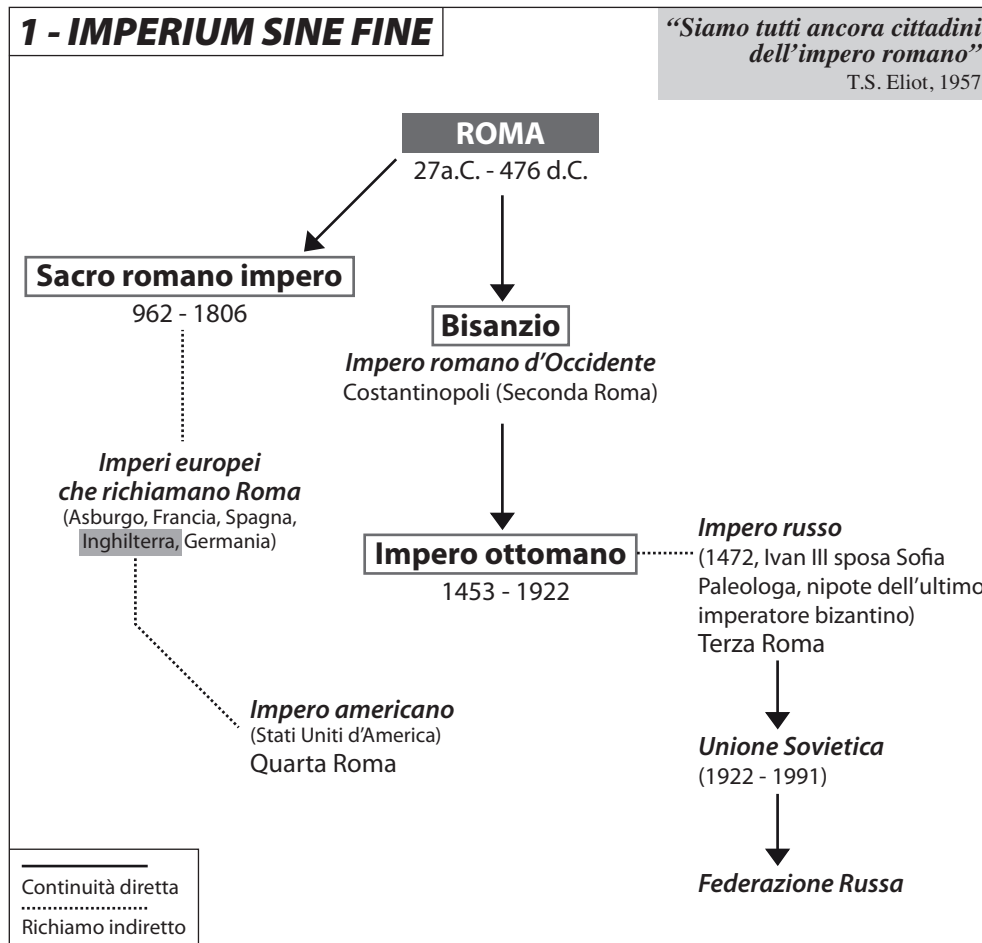 1 - IMPERIUM SINE FINE
“Siamo tutti ancora cittadini
dell’impero romano”
T.S. Eliot, 1957
ROMA
27a.C. - 476 d.C.
Sacro romano impero
962 - 1806
Bisanzio
Impero romano d’Occidente
Costantinopoli (Seconda Roma)
Imperi europei
che richiamano Roma
(Asburgo, Francia, Spagna,
Inghilterra, Germania)
Impero ottomano
1453 - 1922
Impero russo
(1472, Ivan III sposa Sofia
Paleologa, nipote dell’ultimo
imperatore bizantino)
Terza Roma
Impero americano
(Stati Uniti d’America)
Quarta Roma
Unione Sovietica
(1922 - 1991)
Federazione Russa
Continuità diretta
Richiamo indiretto